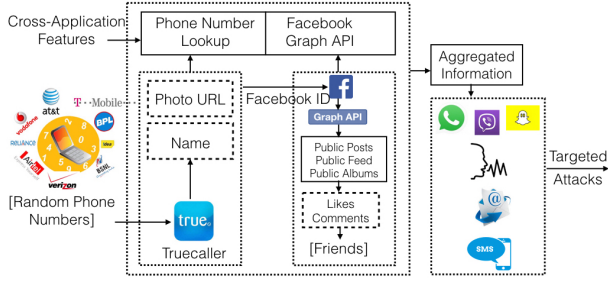 Cross-Application
Features
Phone Number
Lookup
Facebook
Graph API
Aggregated
Information
Photo URL
Facebook ID
Graph API
Name
Public Posts
Public Feed
Public Albums
Likes
Comments
[Friends]
at&t
T-Mobile
vodafone
BPL
RELIANCE
idea
Airtel
BSNL
verizon
[Random Phone
Numbers]
true
Truecaller
@
SMS
Targeted
Attacks